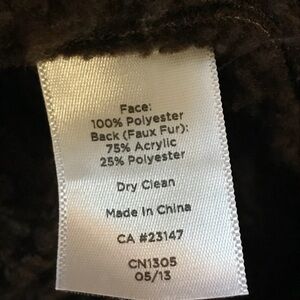 Face:
100% Polyester
Back (Faux Fur):
75% Acrylic
25% Polyester
Dry Clean
Made In China
CA #23147
CN1305
05/13